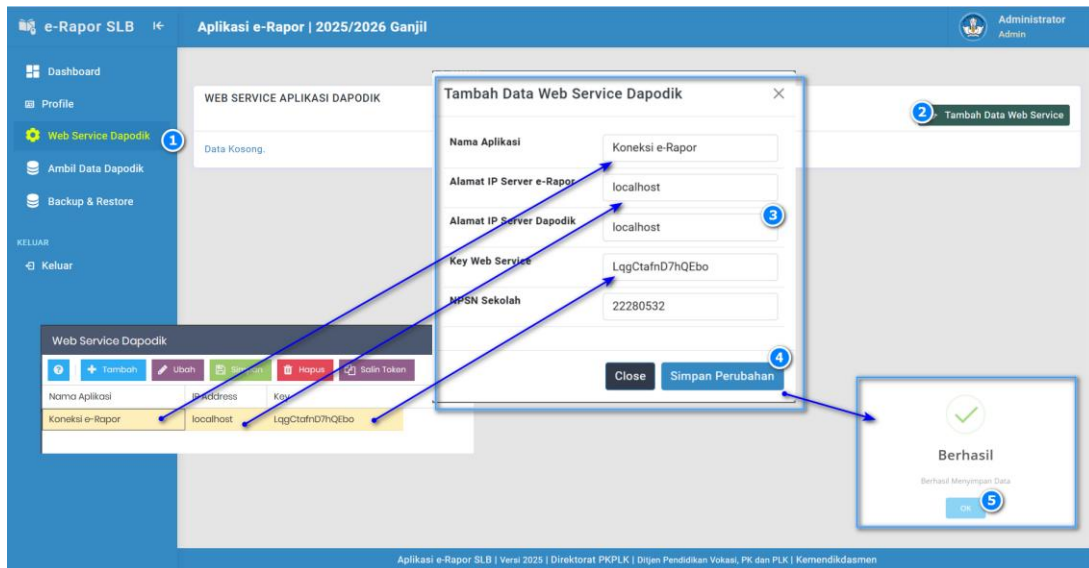 e-Rapor SLB
Aplikasi e-Rapor | 2025/2026 Ganjil
Administrator
Admin
Dashboard
Profile
Web Service Dapodik
1
Ambil Data Dapodik
Backup & Restore
KELUAR
Keluar
WEB SERVICE APLIKASI DAPODIK
2
Tambah Data Web Service
Data Kosong.
Tambah Data Web Service Dapodik
Nama Aplikasi
Koneksi e-Rapor
Alamat IP Server e-Rapor
localhost
Alamat IP Server Dapodik
localhost
3
Key Web Service
LqgCtafnD7hQEbo
NPSN Sekolah
22280532
4
Close
Simpan Perubahan
Web Service Dapodik
Tambah
Ubah
Simpan
Hapus
Salin Token
Nama Aplikasi
IP Address
Key
Koneksi e-Rapor
localhost
LqgCtafnD7hQEbo
Berhasil
Berhasil Menyimpan Data
OK
5
Aplikasi e-Rapor SLB | Versi 2025 | Direktorat PKPLK | Ditjen Pendidikan Vokasi, PK dan PLK | Kemendikdasmen